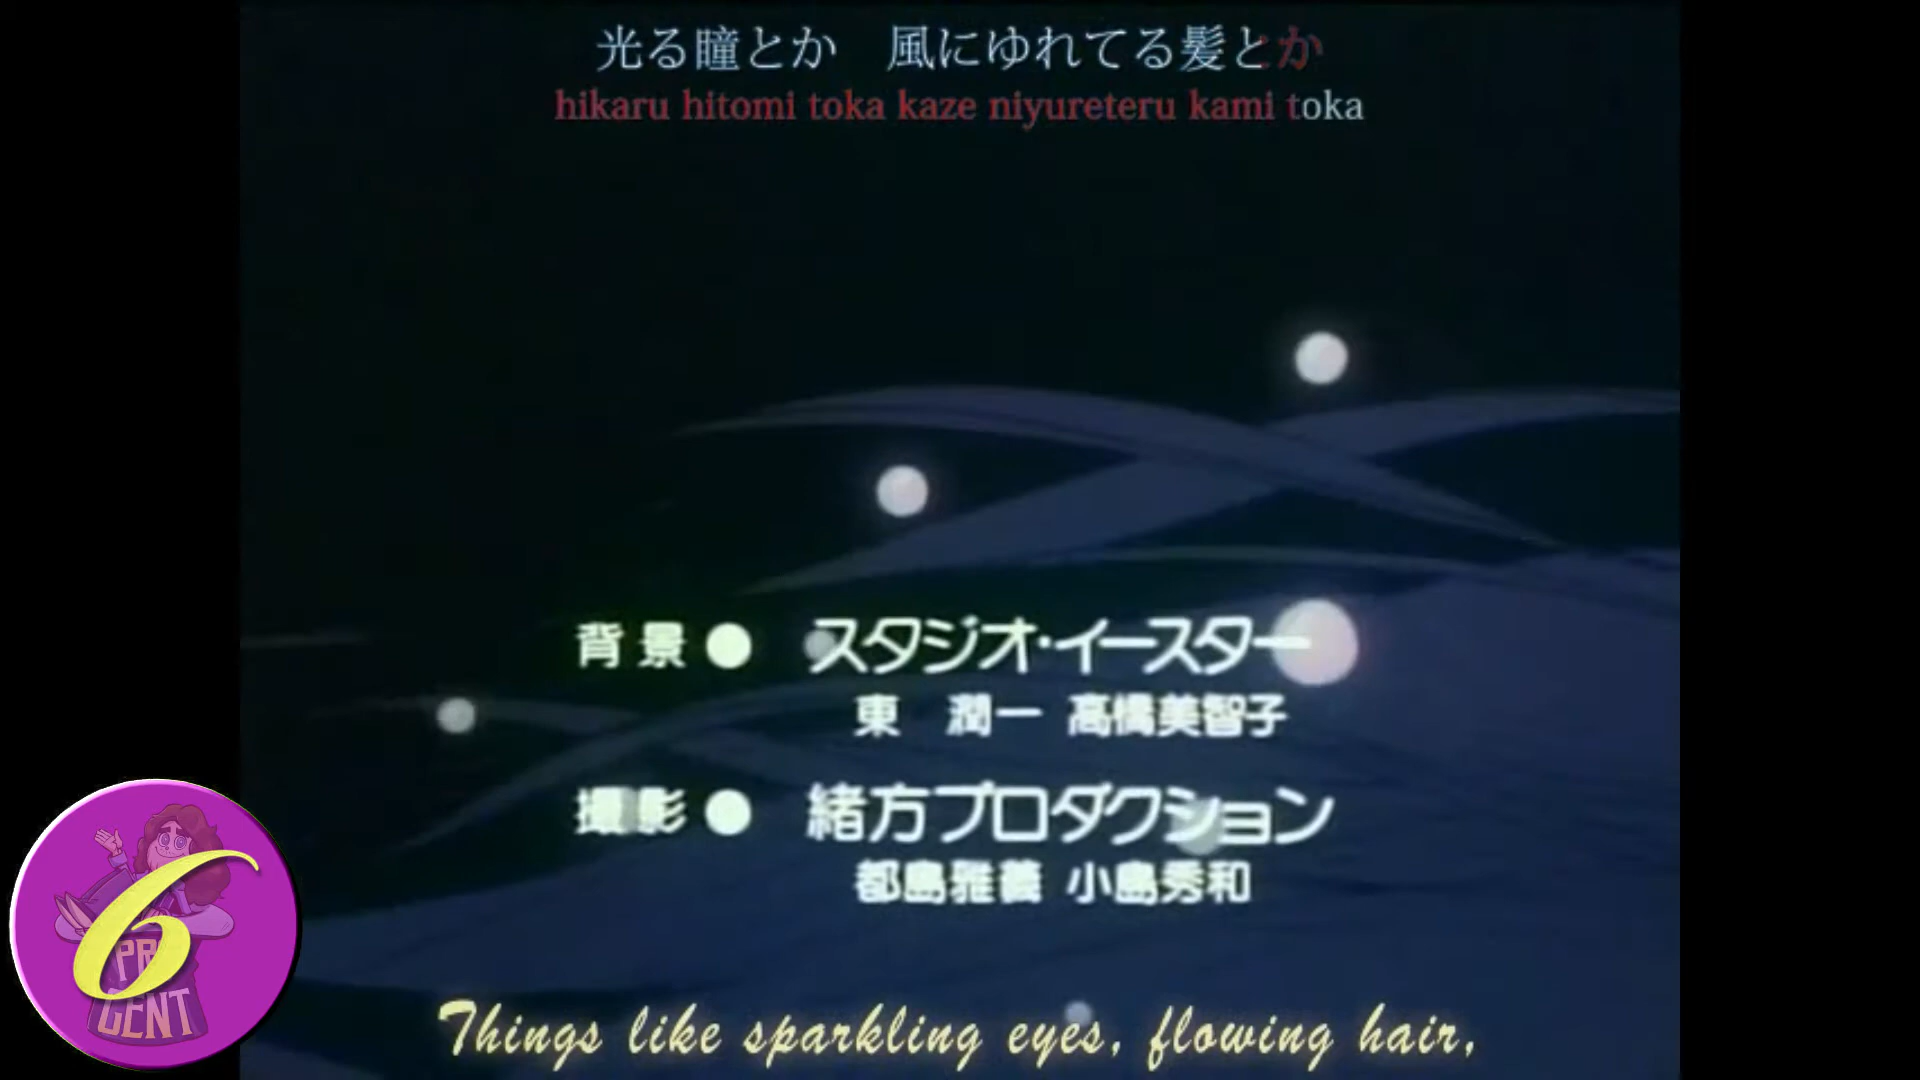 光る瞳とか　風にゆれてる髪とか
hikaru hitomi toka kaze niyureteru kami toka
背景● スタジオ・イースター
東　潤一 高橋美智子
撮影● 緒方プロダクション
都島雅義 小島秀和
6
PR
CENT
Things like sparkling eyes, flowing hair,